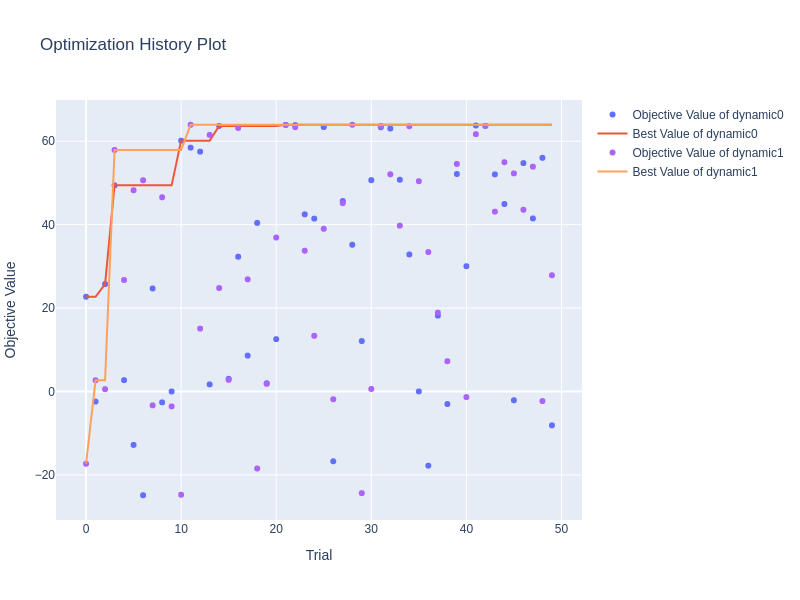 Optimization History Plot
Objective Value of dynamic0
Best Value of dynamic0
Objective Value of dynamic1
Best Value of dynamic1
60
40
20
0
−20
Objective Value
0
10
20
30
40
50
Trial